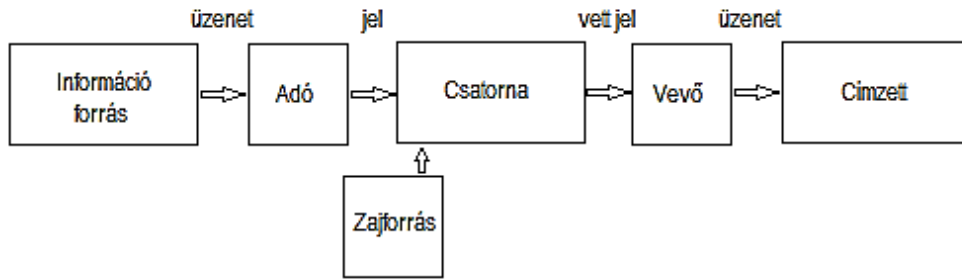 üzenet jel vett jel üzenet
Információ
forrás
Adó
Csatorna
Vevő
Címzett
Zajforrás